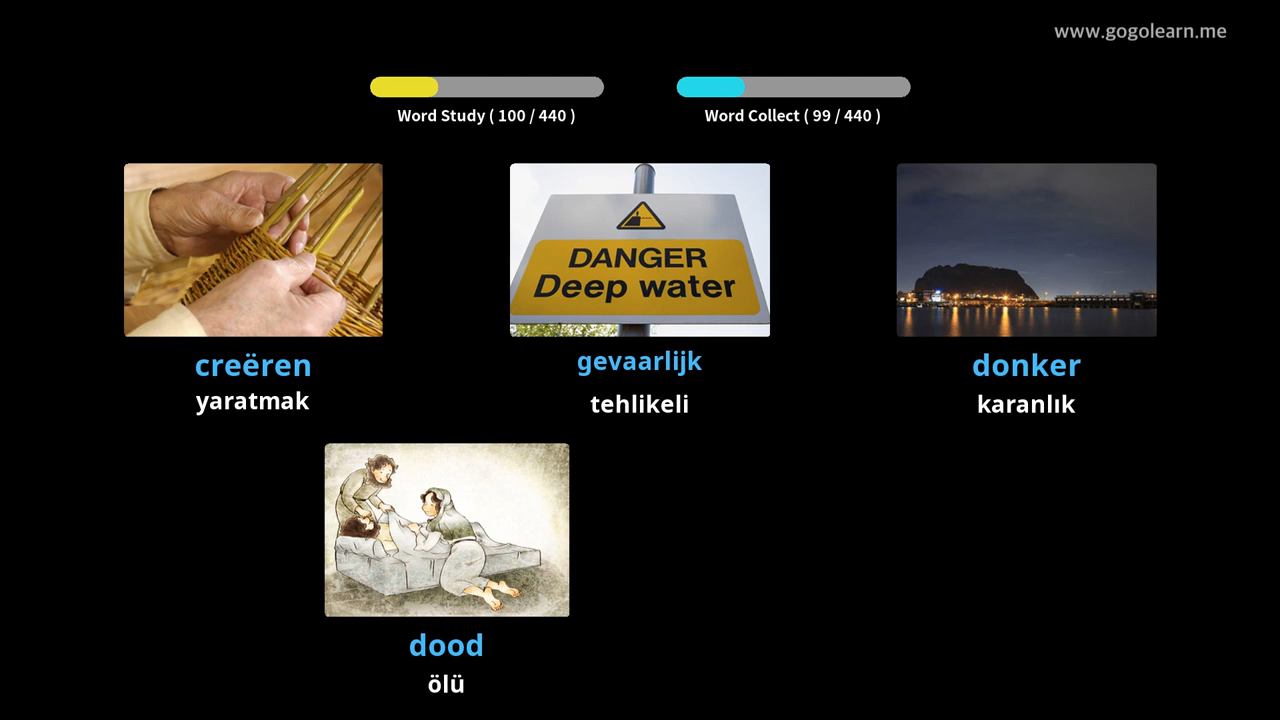 www.gogolearn.me
Word Study ( 100 / 440 )
Word Collect ( 99 / 440 )
DANGER
Deep water
creëren
yaratmak
gevaarlijk
tehlikeli
donker
karanlık
dood
ölü